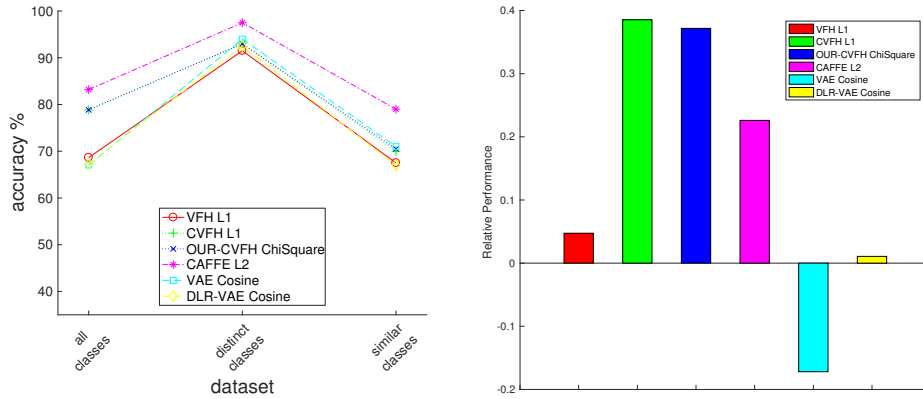 100
90
80
70
60
50
40
accuracy %
VFH L1
CVFH L1
OUR-CVFH ChiSquare
CAFFE L2
VAE Cosine
DLR-VAE Cosine
all
classes
distinct
classes
similar
classes
dataset
0.4
0.3
0.2
0.1
0
-0.1
-0.2
Relative Performance
VFH L1
CVFH L1
OUR-CVFH ChiSquare
CAFFE L2
VAE Cosine
DLR-VAE Cosine